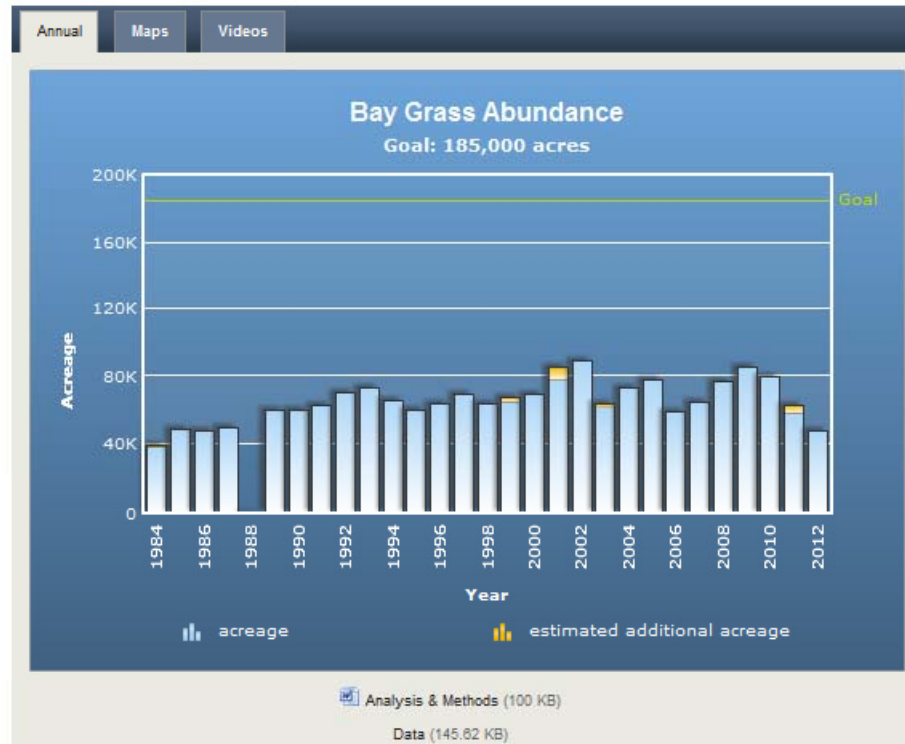 Annual Maps Videos
Bay Grass Abundance
Goal: 185,000 acres
200K
Goal
160K
120K
80K
40K
0
Acreage
1984 1986 1988 1990 1992 1994 1996 1998 2000 2002 2004 2006 2008 2010 2012
Year
acreage estimated additional acreage
Analysis & Methods (100 KB)
Data (145.62 KB)